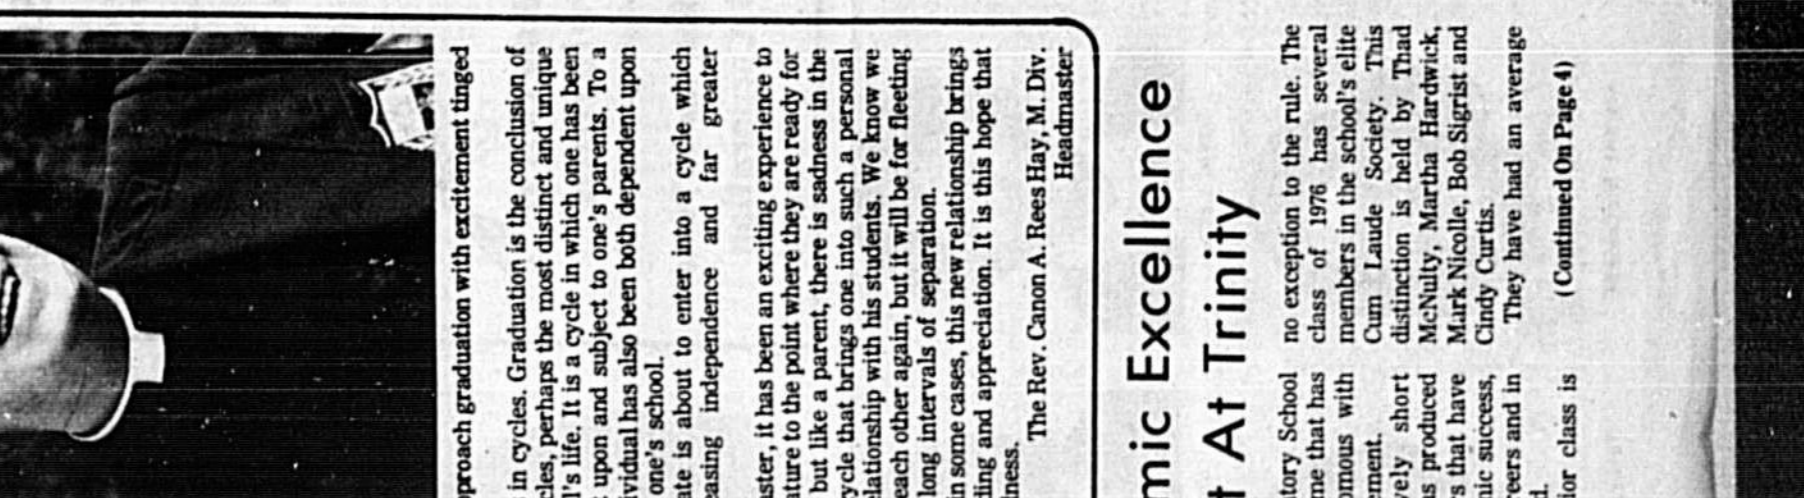 pproach graduation with excitement tinged
in cycles. Graduation is the conclusion of
cles, perhaps the most distinct and unique
l's life. It is a cycle in which one has been
upon and subject to one's parents. To a
ividual has also been both dependent upon
one's school.
ate is about to enter into a cycle which
easing independence and far greater
aster, it has been an exciting experience to
ature to the point where they are ready for
but like a parent, there is sadness in the
ycle that brings one into such a personal
elationship with his students. We know we
each other again, but it will be for fleeting
long intervals of separation.
in some cases, this new relationship brings
ding and appreciation. It is this hope that
ness.
The Rev. Canon A. Rees Hay, M. Div.
Headmaster
mic Excellence
t At Trinity
tory School
me that has
omous with
ement.
vely short
as produced
s that have
nic success,
reers and in
d.
ior class is
no exception to the rule. The
class of 1976 has several
members in the school's elite
Cum Laude Society. This
distinction is held by Thad
McNulty, Martha Hardwick,
Mark Nicolle, Bob Sigrist and
Cindy Curtis.
They have had an average
(Continued On Page 4)